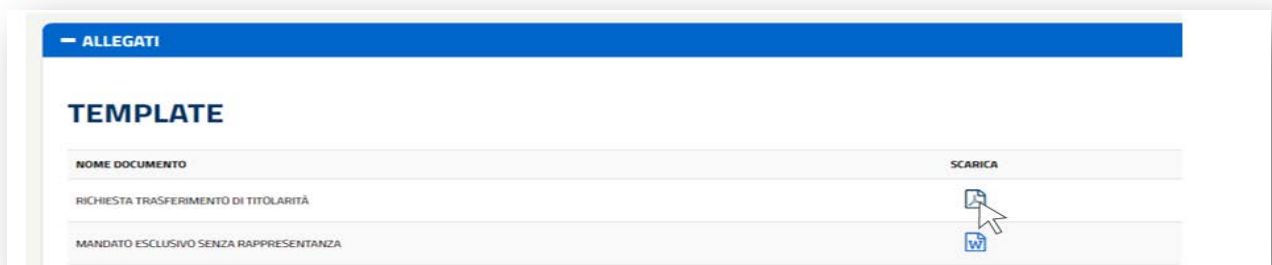 ALLEGATI
TEMPLATE
NOME DOCUMENTO SCARICA
RICHIESTA TRASFERIMENTO DI TITOLARITÀ
MANDATO ESCLUSIVO SENZA RAPPRESENTANZA W